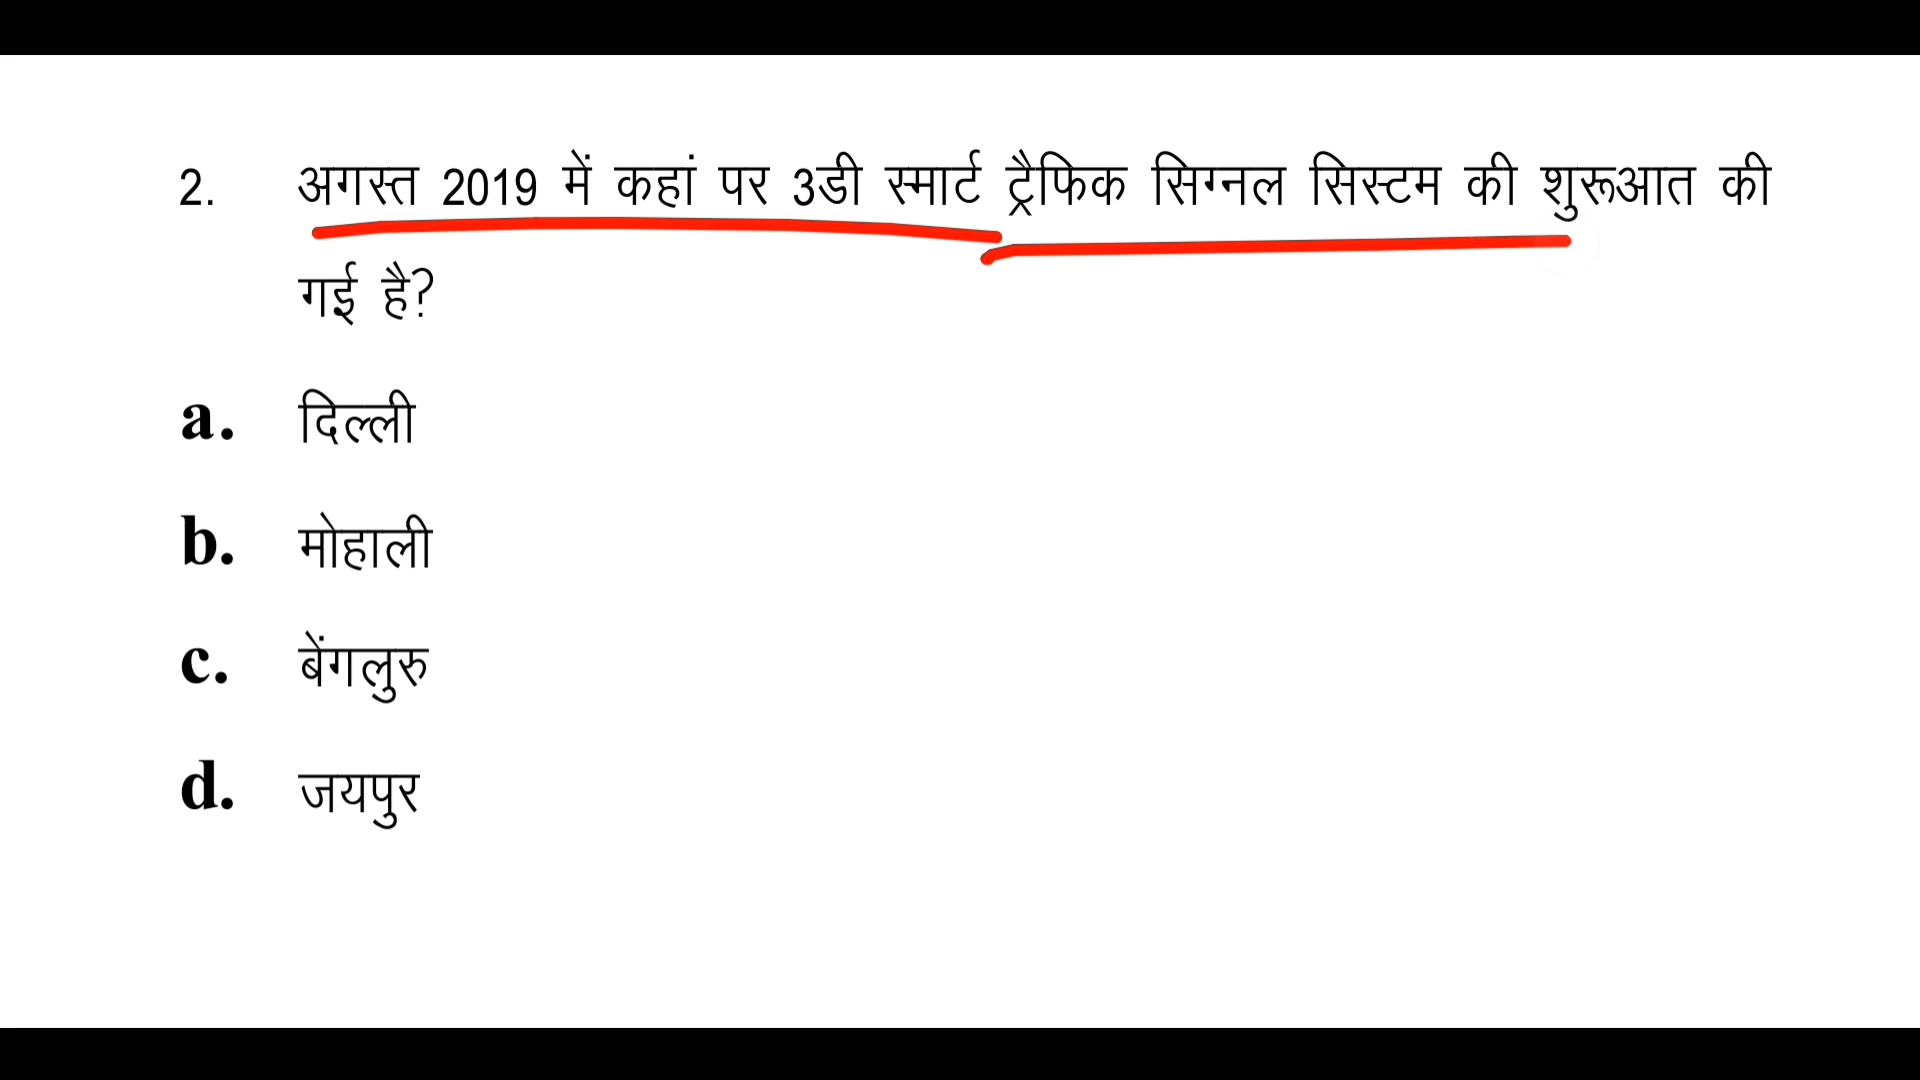 2. अगस्त 2019 में कहां पर 3डी स्मार्ट ट्रैफिक सिग्नल सिस्टम की शुरूआत की
गई है?
a. दिल्ली
b. मोहाली
c. बेंगलुरु
d. जयपुर